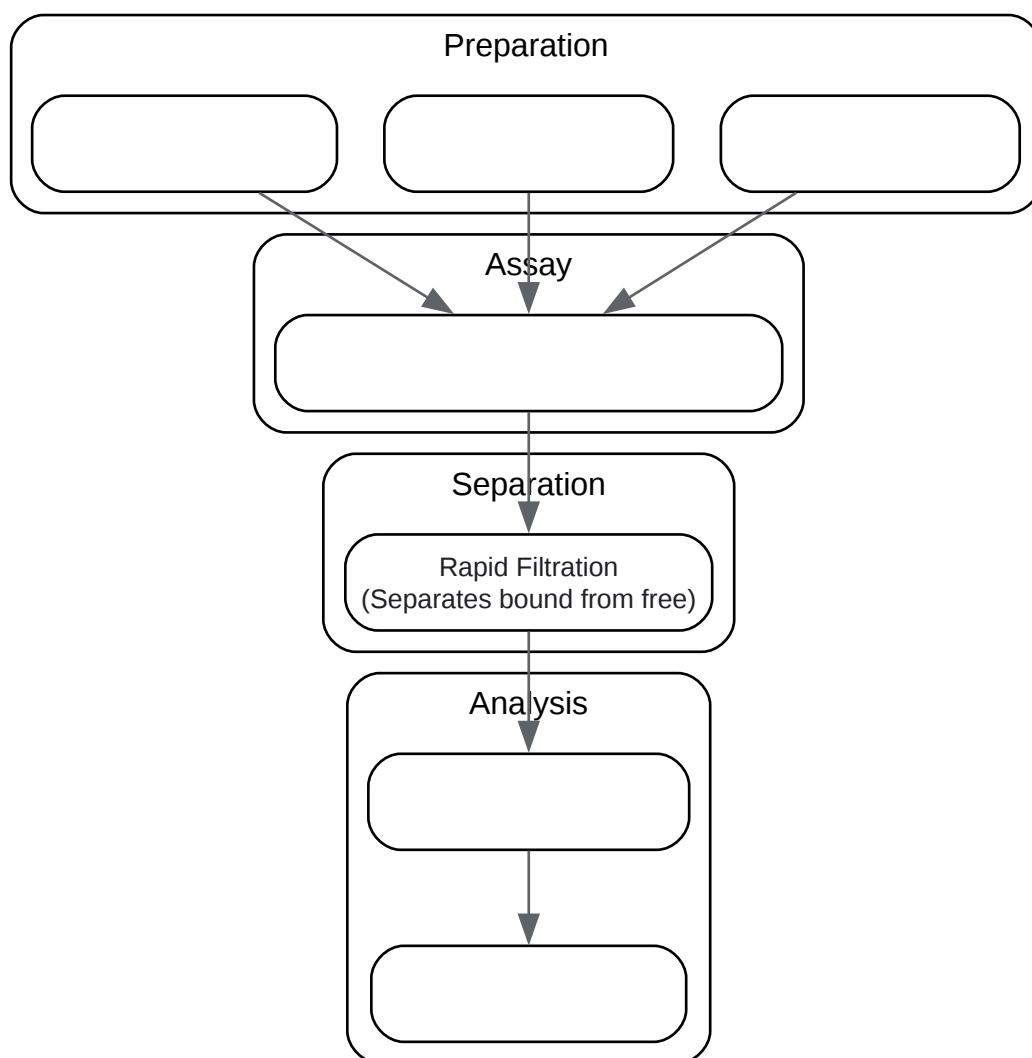 Preparation
Assay
Separation
Rapid Filtration
(Separates bound from free)
Analysis